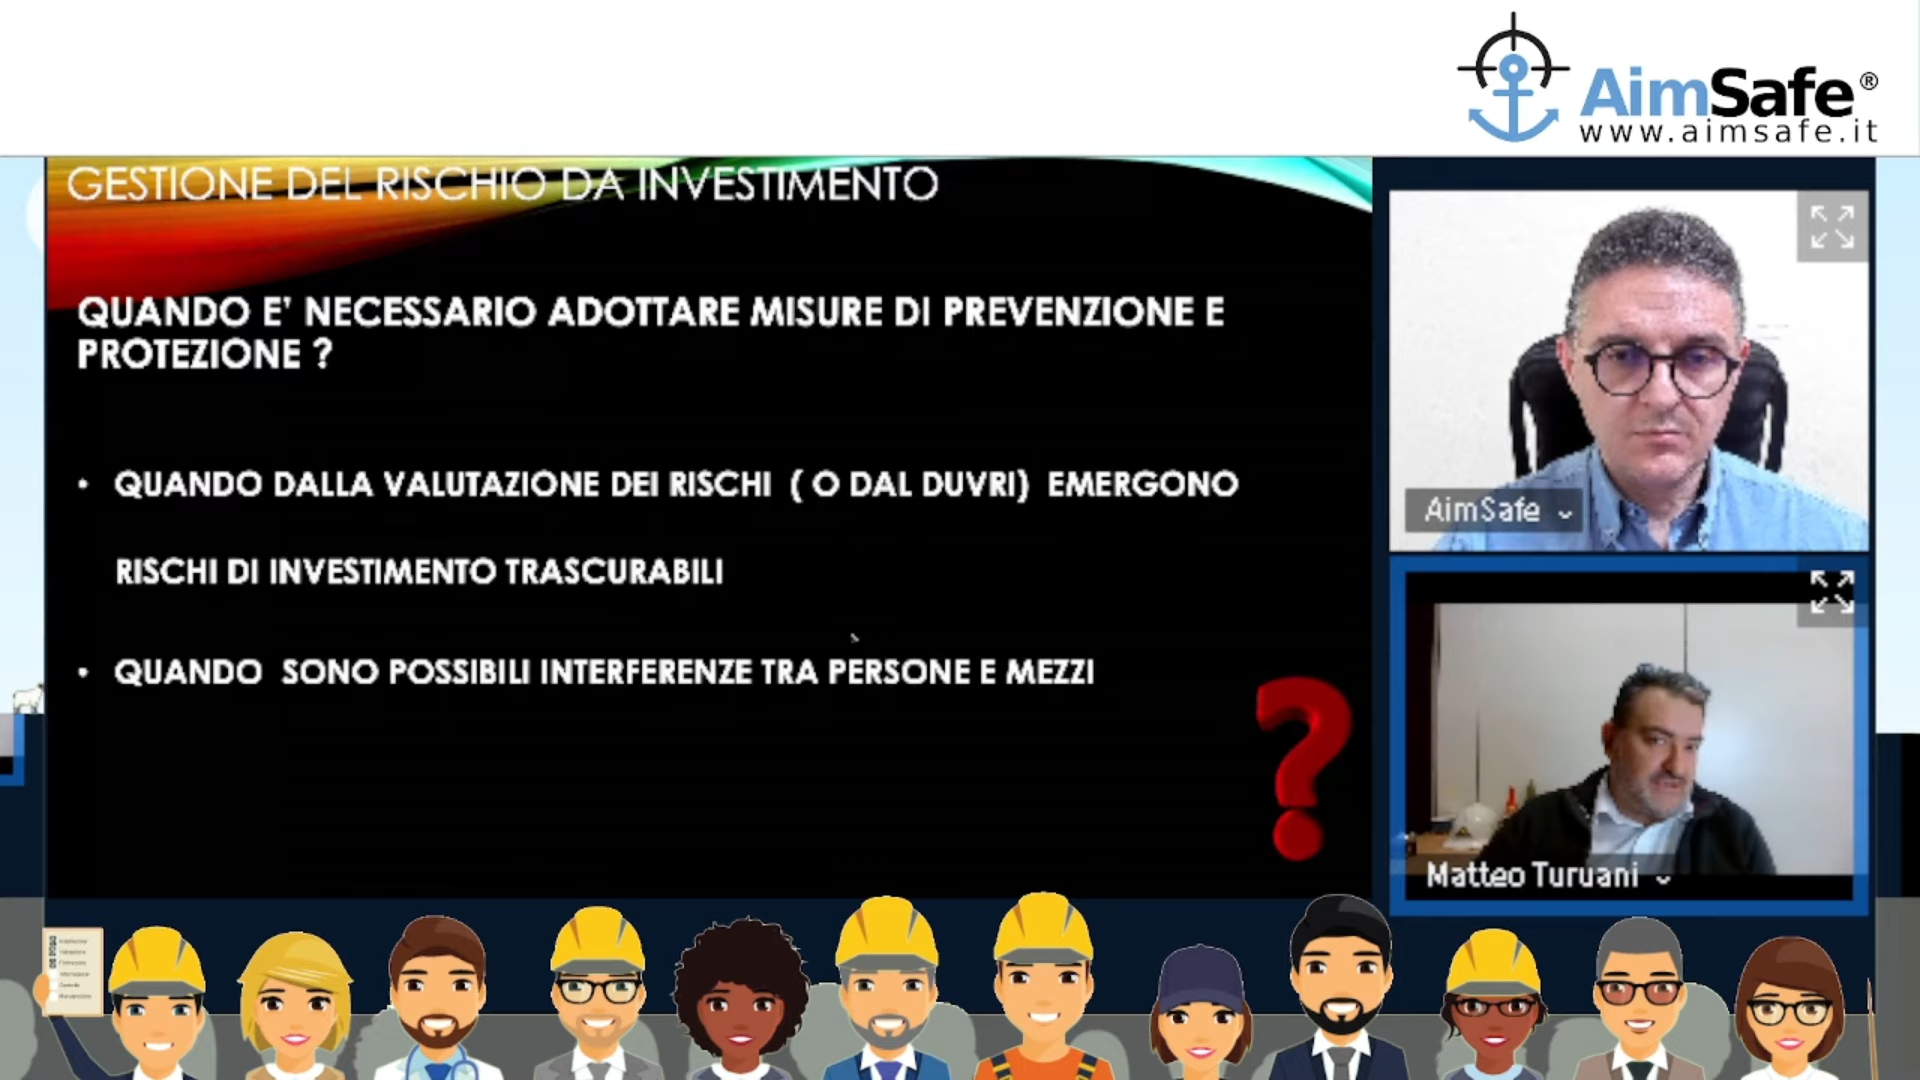 AimSafe®
www.aimsafe.it
GESTIONE DEL RISCHIO DA INVESTIMENTO
QUANDO E' NECESSARIO ADOTTARE MISURE DI PREVENZIONE E
PROTEZIONE ?
• QUANDO DALLA VALUTAZIONE DEI RISCHI ( O DAL DUVRI) EMERGONO
RISCHI DI INVESTIMENTO TRASCURABILI
• QUANDO SONO POSSIBILI INTERFERENZE TRA PERSONE E MEZZI
?
AimSafe
Matteo Turuani